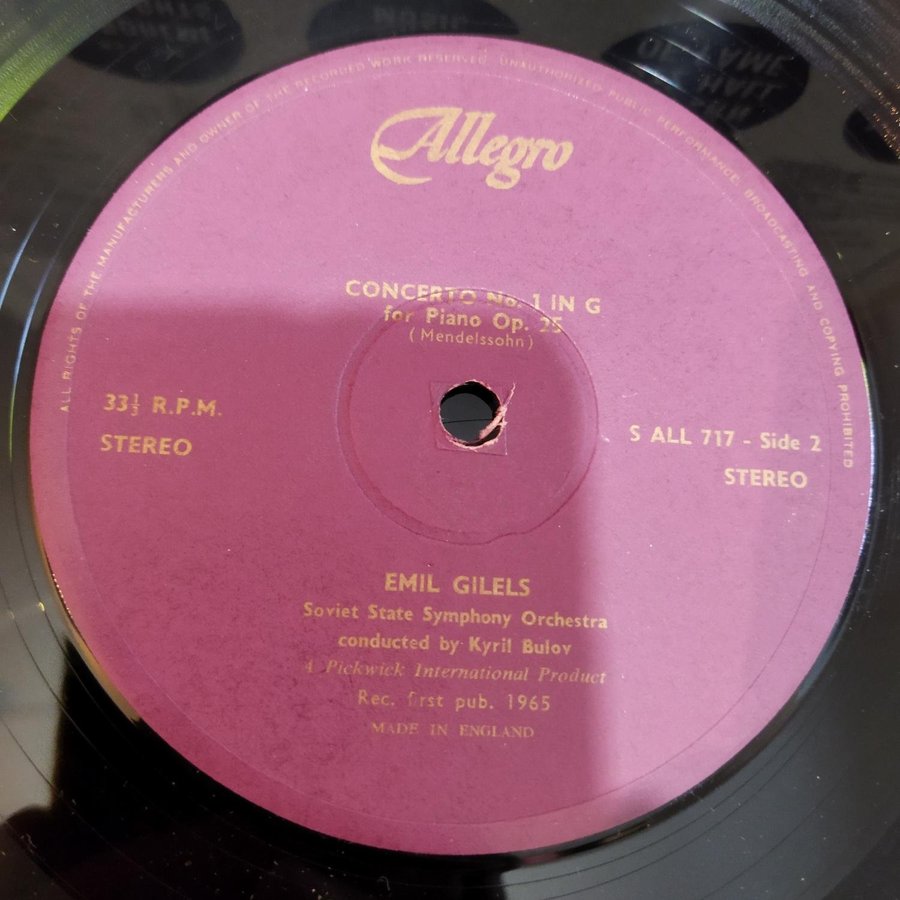 ALL RIGHTS OF THE MANUFACTURERS AND OWNER OF THE RECORDED WORK RESERVED. UNAUTHORIZED PUBLIC PERFORMANCE. BROADCASTING AND COPYING PROHIBITED
Allegro
CONCERTO No. 1 IN G
for Piano Op. 25
(Mendelssohn)
33⅓ R.P.M.
STEREO
S ALL 717 - Side 2
STEREO
EMIL GILELS
Soviet State Symphony Orchestra
conducted by Kyril Bulov
A Pickwick International Product
Rec. first pub. 1965
MADE IN ENGLAND